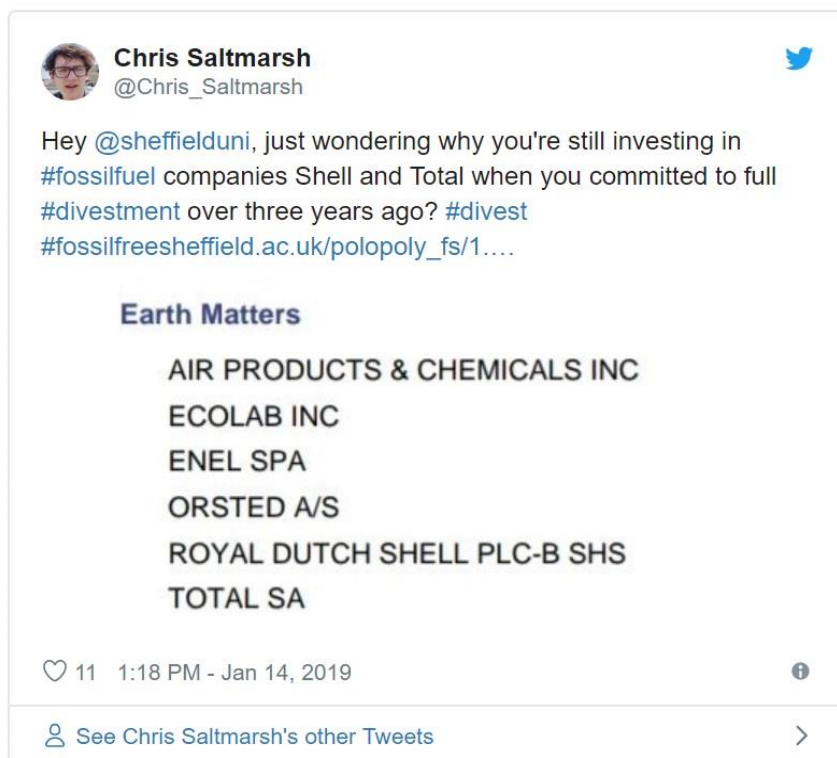 Chris Saltmarsh
@Chris_Saltmarsh
Hey @sheffielduni, just wondering why you're still investing in
#fossilfuel companies Shell and Total when you committed to full
#divestment over three years ago? #divest
#fossilfreesheffield.ac.uk/polopoly_fs/1....
Earth Matters
AIR PRODUCTS & CHEMICALS INC
ECOLAB INC
ENEL SPA
ORSTED A/S
ROYAL DUTCH SHELL PLC-B SHS
TOTAL SA
11 1:18 PM - Jan 14, 2019
See Chris Saltmarsh's other Tweets